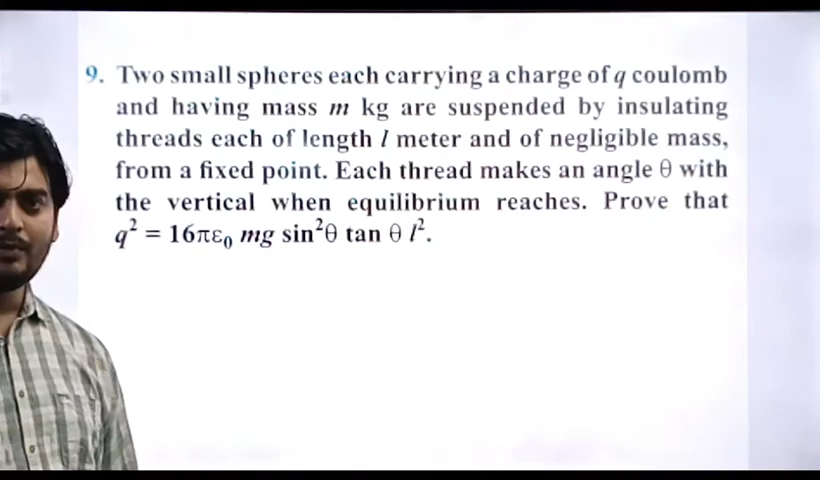 9. Two small spheres each carrying a charge of q coulomb
and having mass m kg are suspended by insulating
threads each of length l meter and of negligible mass,
from a fixed point. Each thread makes an angle θ with
the vertical when equilibrium reaches. Prove that
q² = 16πε₀ mg sin²θ tan θ l².